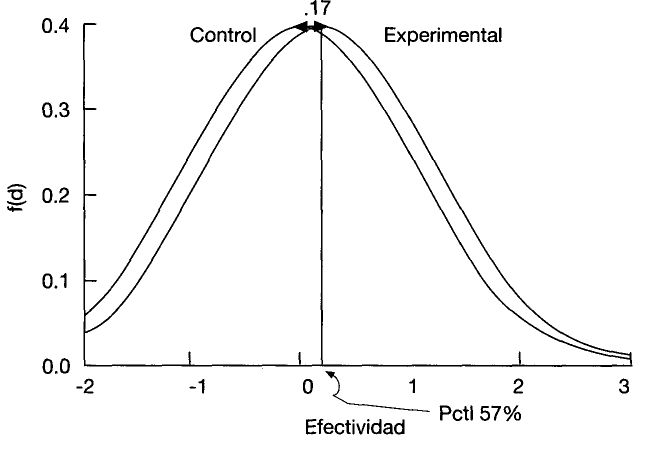 .17
0.4
Control
Experimental
0.3
f(d)
0.2
0.1
0.0
-2 -1 0 1 2 3
Pctl 57%
Efectividad